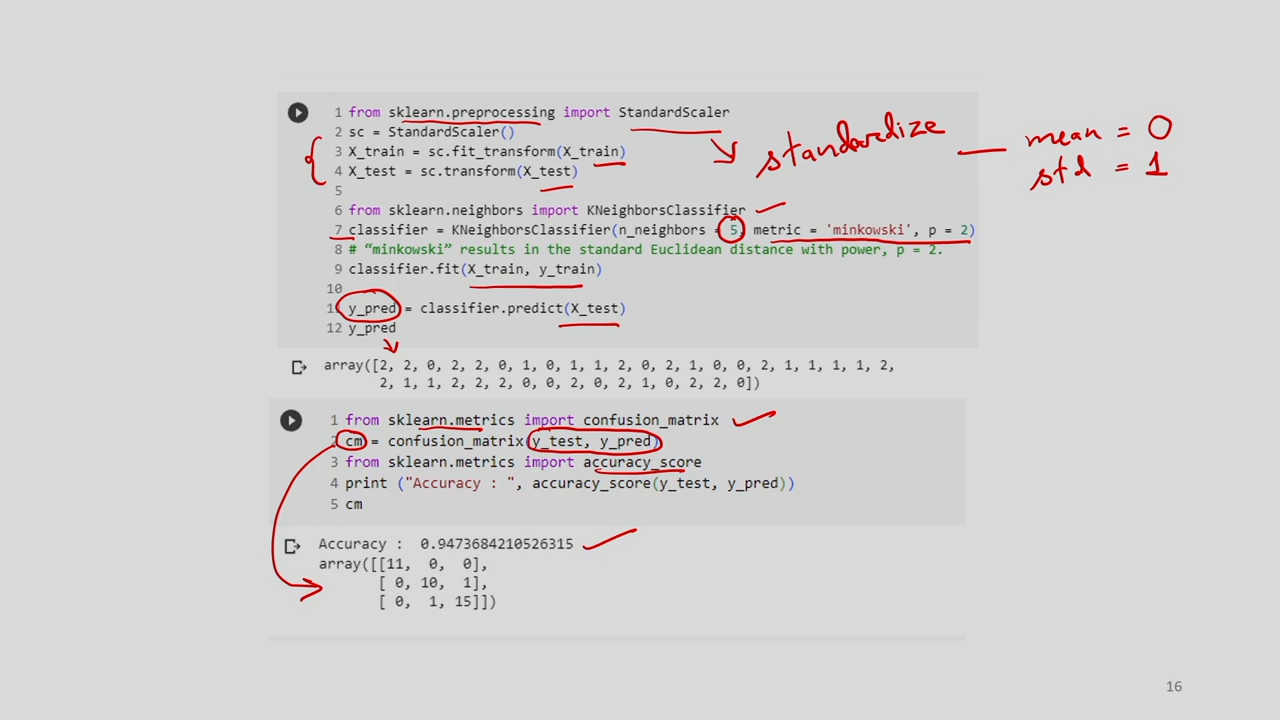 1 from sklearn.preprocessing import StandardScaler
2 sc = StandardScaler()
3 X_train = sc.fit_transform(X_train)
4 X_test = sc.transform(X_test)
5
6 from sklearn.neighbors import KNeighborsClassifier
7 classifier = KNeighborsClassifier(n_neighbors = 5, metric = 'minkowski', p = 2)
8 # “minkowski” results in the standard Euclidean distance with power, p = 2.
9 classifier.fit(X_train, y_train)
10
11 y_pred = classifier.predict(X_test)
12 y_pred
standardize
mean = 0
std = 1
array([2, 2, 0, 2, 2, 0, 1, 0, 1, 1, 2, 0, 2, 1, 0, 0, 2, 1, 1, 1, 1, 2,
2, 1, 1, 2, 2, 2, 0, 0, 2, 0, 2, 1, 0, 2, 2, 0])
1 from sklearn.metrics import confusion_matrix
2 cm = confusion_matrix(y_test, y_pred)
3 from sklearn.metrics import accuracy_score
4 print ("Accuracy : ", accuracy_score(y_test, y_pred))
5 cm
Accuracy :  0.9473684210526315
array([[11, 0, 0],
[ 0, 10, 1],
[ 0, 1, 15]])
16